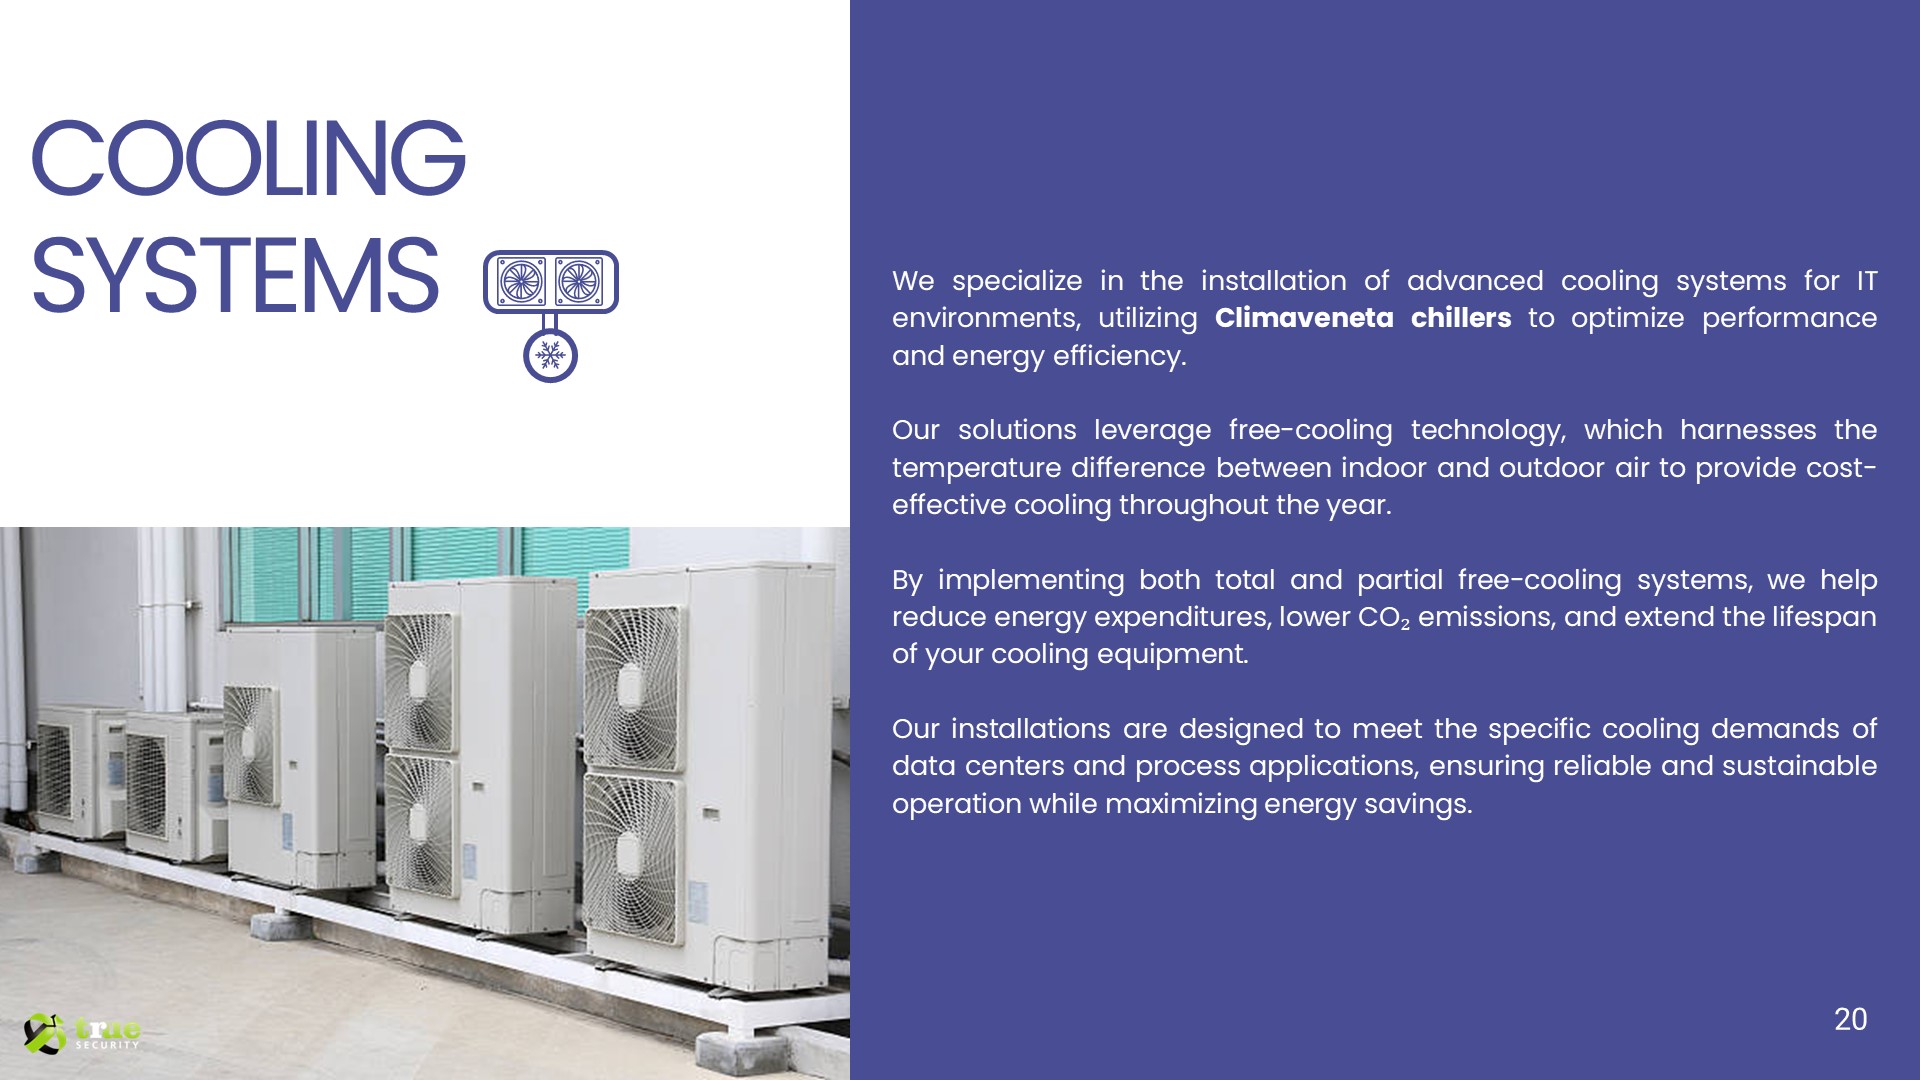 COOLING
SYSTEMS
We specialize in the installation of advanced cooling systems for IT
environments, utilizing Climaveneta chillers to optimize performance
and energy efficiency.
Our solutions leverage free-cooling technology, which harnesses the
temperature difference between indoor and outdoor air to provide cost-
effective cooling throughout the year.
By implementing both total and partial free-cooling systems, we help
reduce energy expenditures, lower CO₂ emissions, and extend the lifespan
of your cooling equipment.
Our installations are designed to meet the specific cooling demands of
data centers and process applications, ensuring reliable and sustainable
operation while maximizing energy savings.
true
SECURITY
20